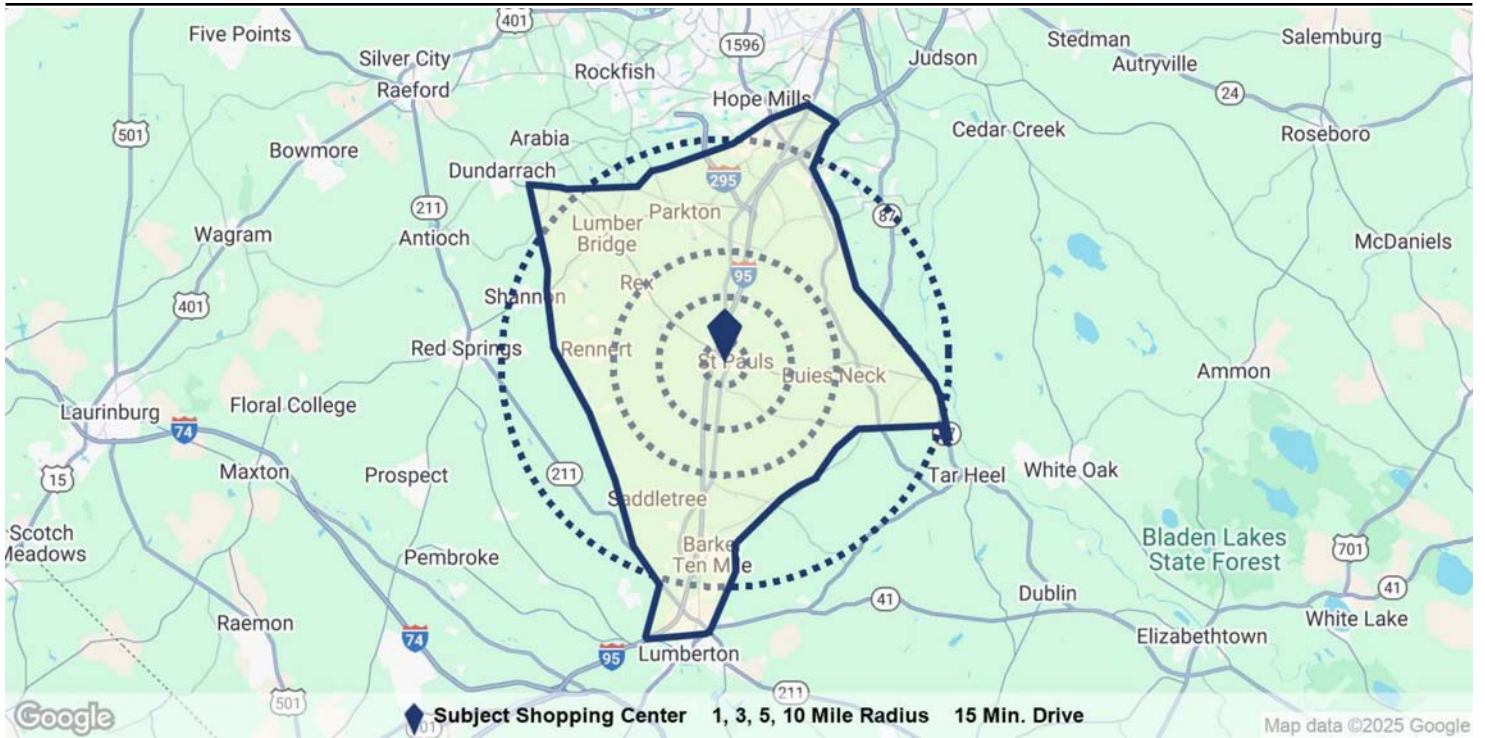 401
Five Points
1596
Stedman
Salemburg
Silver City
Judson
Autryville
Rockfish
Raeford
Hope Mills
24
501
Arabia
Cedar Creek
Roseboro
Bowmore
Dundarrach
295
211
Parkton
87
Lumber
Bridge
Wagram
Antioch
McDaniels
95
Rex
Shannon
401
Red Springs
Rennert
St Pauls
Buies Neck
Ammon
Laurinburg
Floral College
74
Maxton
Prospect
211
Tar Heel
White Oak
15
Saddletree
Scotch
Meadows
Bladen Lakes
State Forest
701
Pembroke
Ten Mile
41
41
Dublin
White Lake
Raemon
74
Elizabethtown
95
Lumberton
211
501
Google
Subject Shopping Center 1, 3, 5, 10 Mile Radius 15 Min. Drive
Map data ©2025 Google